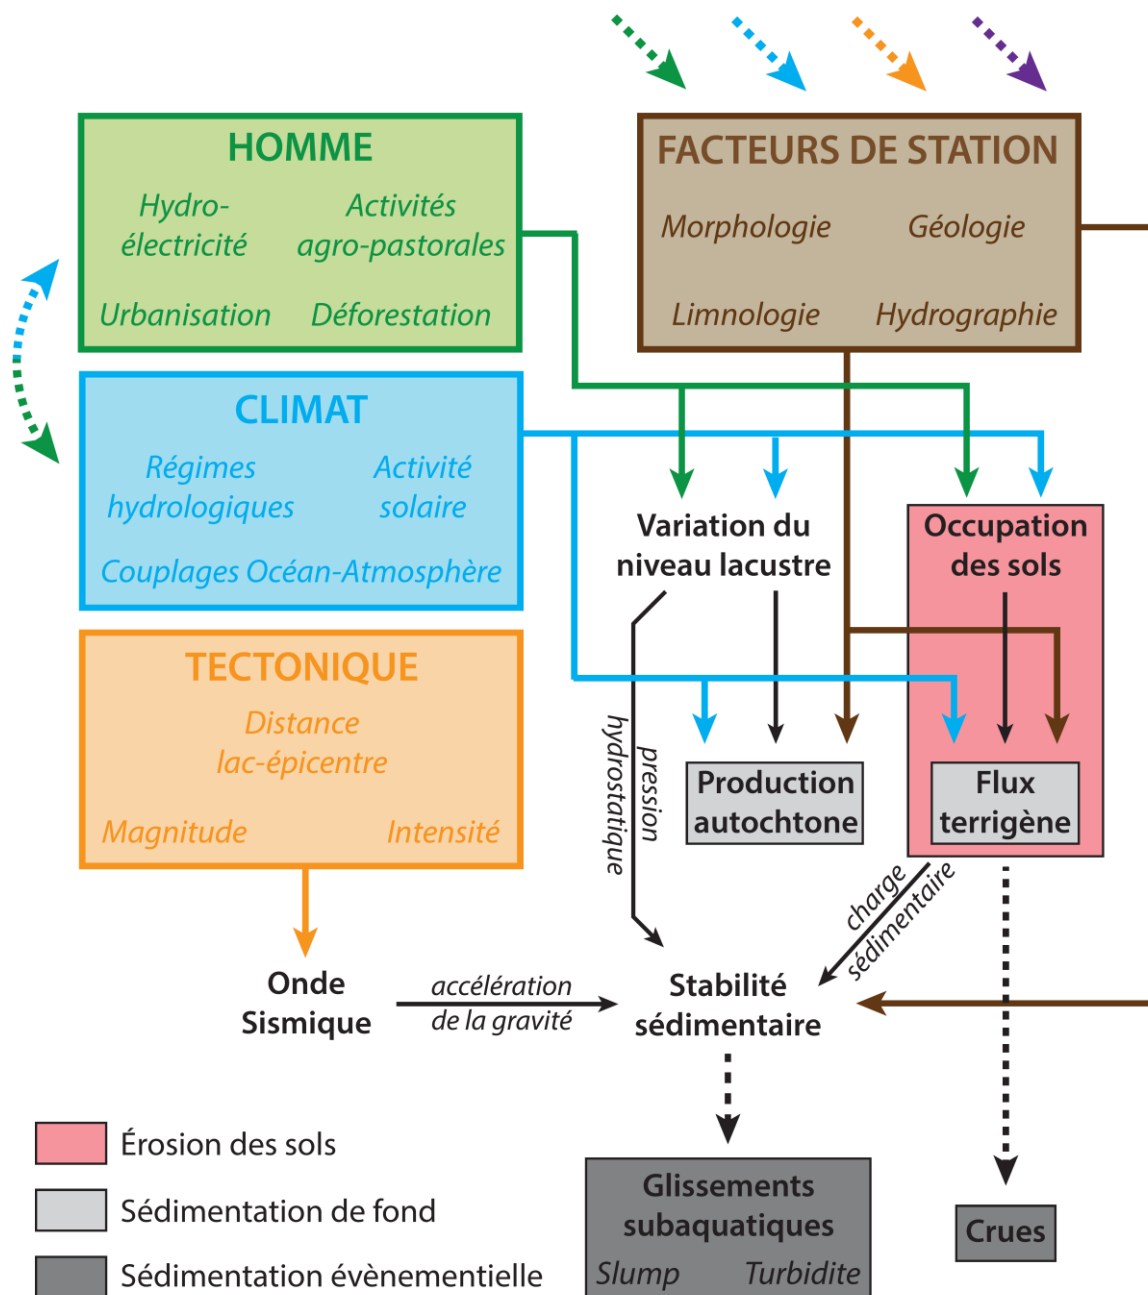 HOMME
Hydro-
électricité
Activités
agro-pastorales
Urbanisation
Déforestation
FACTEURS DE STATION
Morphologie
Géologie
Limnologie
Hydrographie
CLIMAT
Régimes
hydrologiques
Activité
solaire
Couplages Océan-Atmosphère
TECTONIQUE
Distance
lac-épicentre
Magnitude
Intensité
Variation du
niveau lacustre
Occupation
des sols
pression
hydrostatique
Production
autochtone
Flux
terrigène
charge
sédimentaire
Onde
Sismique
accélération
de la gravité
Stabilité
sédimentaire
Glissements
subaquatiques
Slump
Turbidite
Crues
Érosion des sols
Sédimentation de fond
Sédimentation évènementielle